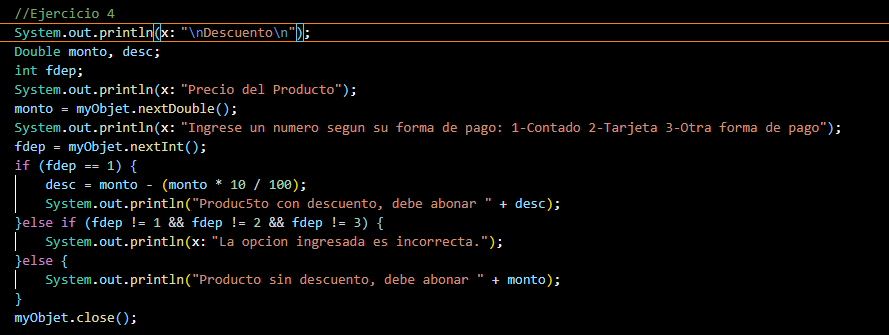 //Ejercicio 4
System.out.println(x: "\nDescuento\n");
Double monto, desc;
int fdep;
System.out.println(x: "Precio del Producto");
monto = myObjet.nextDouble();
System.out.println(x: "Ingrese un numero segun su forma de pago: 1-Contado 2-Tarjeta 3-Otra forma de pago");
fdep = myObjet.nextInt();
if (fdep == 1) {
    desc = monto - (monto * 10 / 100);
    System.out.println("Produc5to con descuento, debe abonar " + desc);
}else if (fdep != 1 && fdep != 2 && fdep != 3) {
    System.out.println(x: "La opcion ingresada es incorrecta.");
}else {
    System.out.println("Producto sin descuento, debe abonar " + monto);
}
myObjet.close();